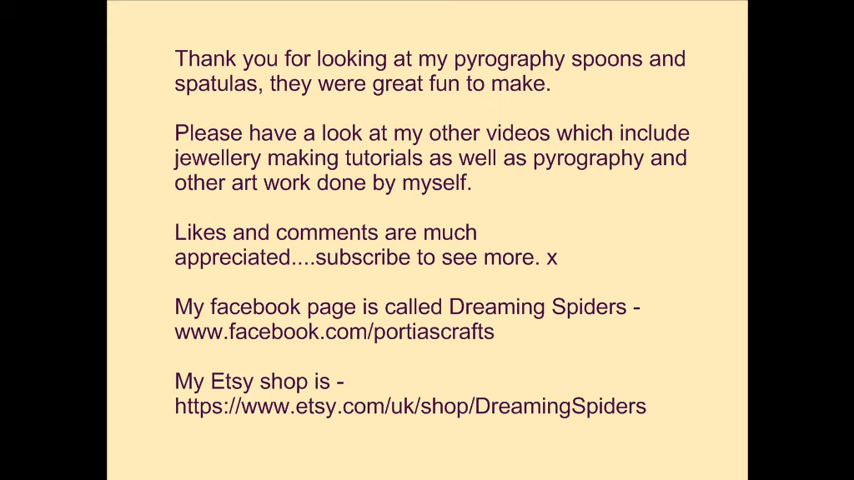 Thank you for looking at my pyrography spoons and
spatulas, they were great fun to make.
Please have a look at my other videos which include
jewellery making tutorials as well as pyrography and
other art work done by myself.
Likes and comments are much
appreciated....subscribe to see more. x
My facebook page is called Dreaming Spiders -
www.facebook.com/portiascrafts
My Etsy shop is -
https://www.etsy.com/uk/shop/DreamingSpiders